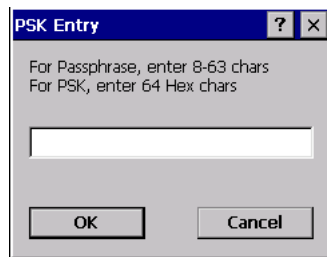 PSK Entry ? ×
For Passphrase, enter 8-63 chars
For PSK, enter 64 Hex chars
OK Cancel